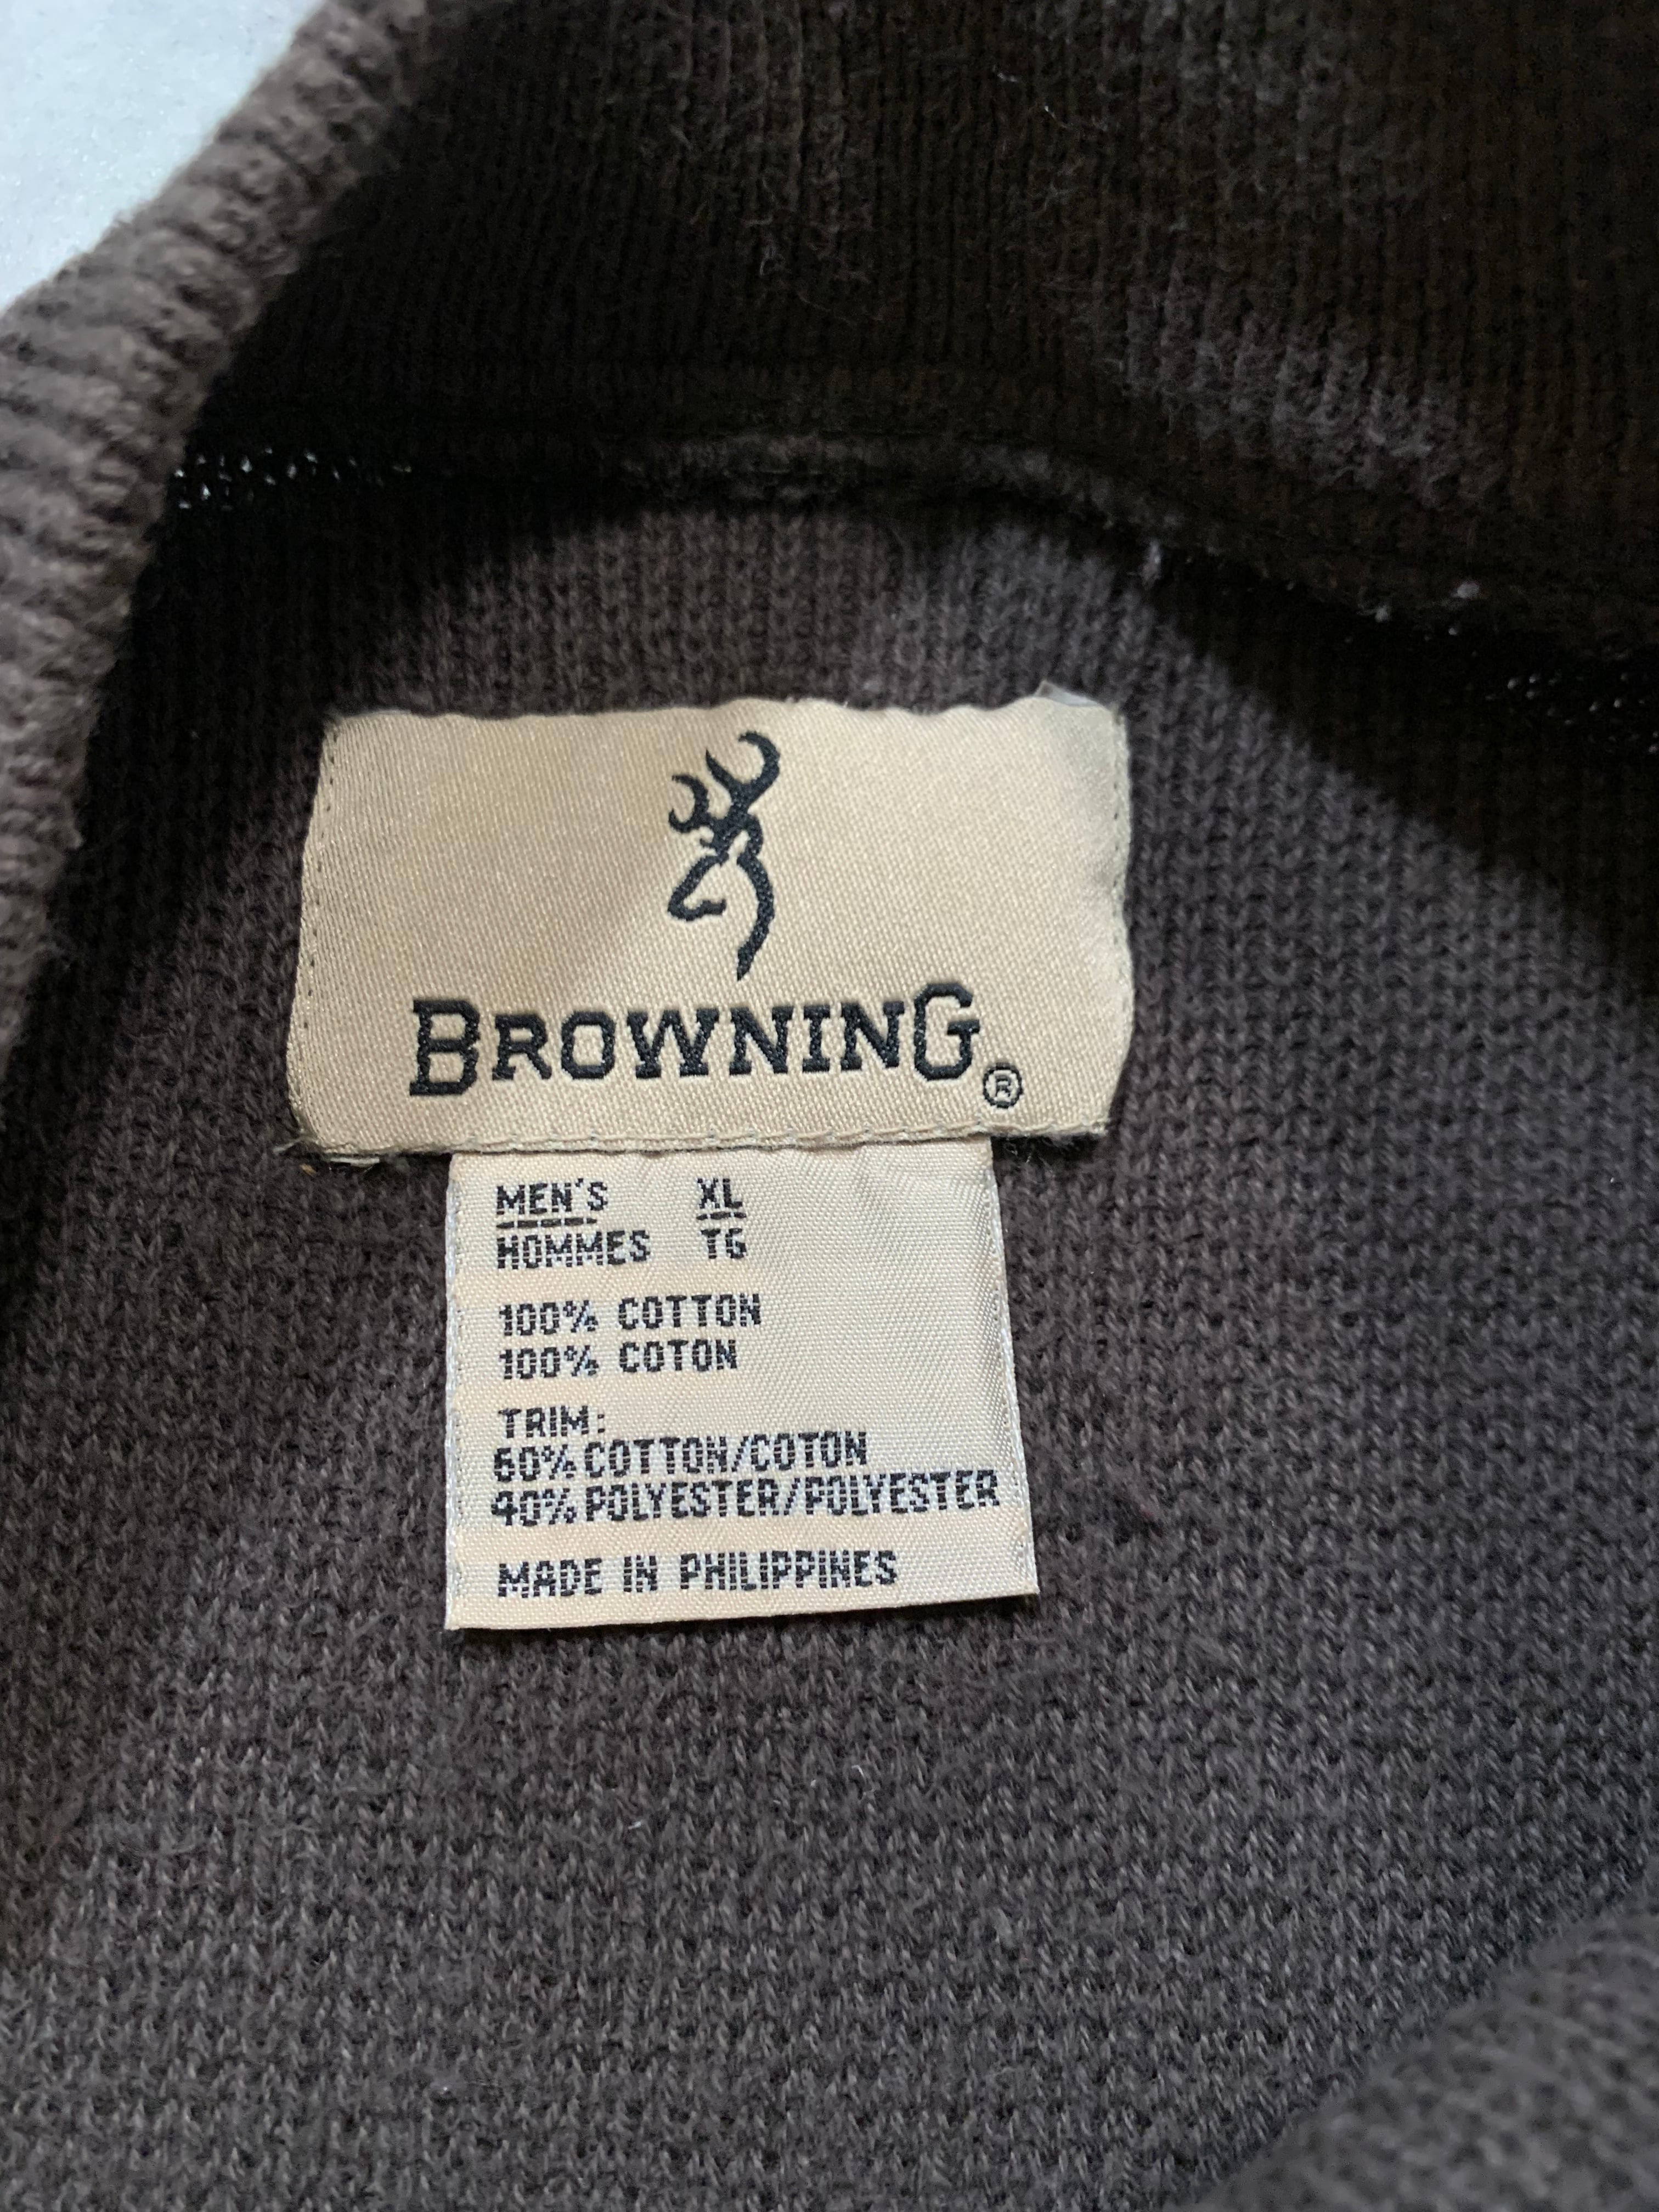 BROWNING®
MEN'S XL
HOMMES TG
100% COTTON
100% COTON
TRIM:
60% COTTON/COTON
40% POLYESTER/POLYESTER
MADE IN PHILIPPINES